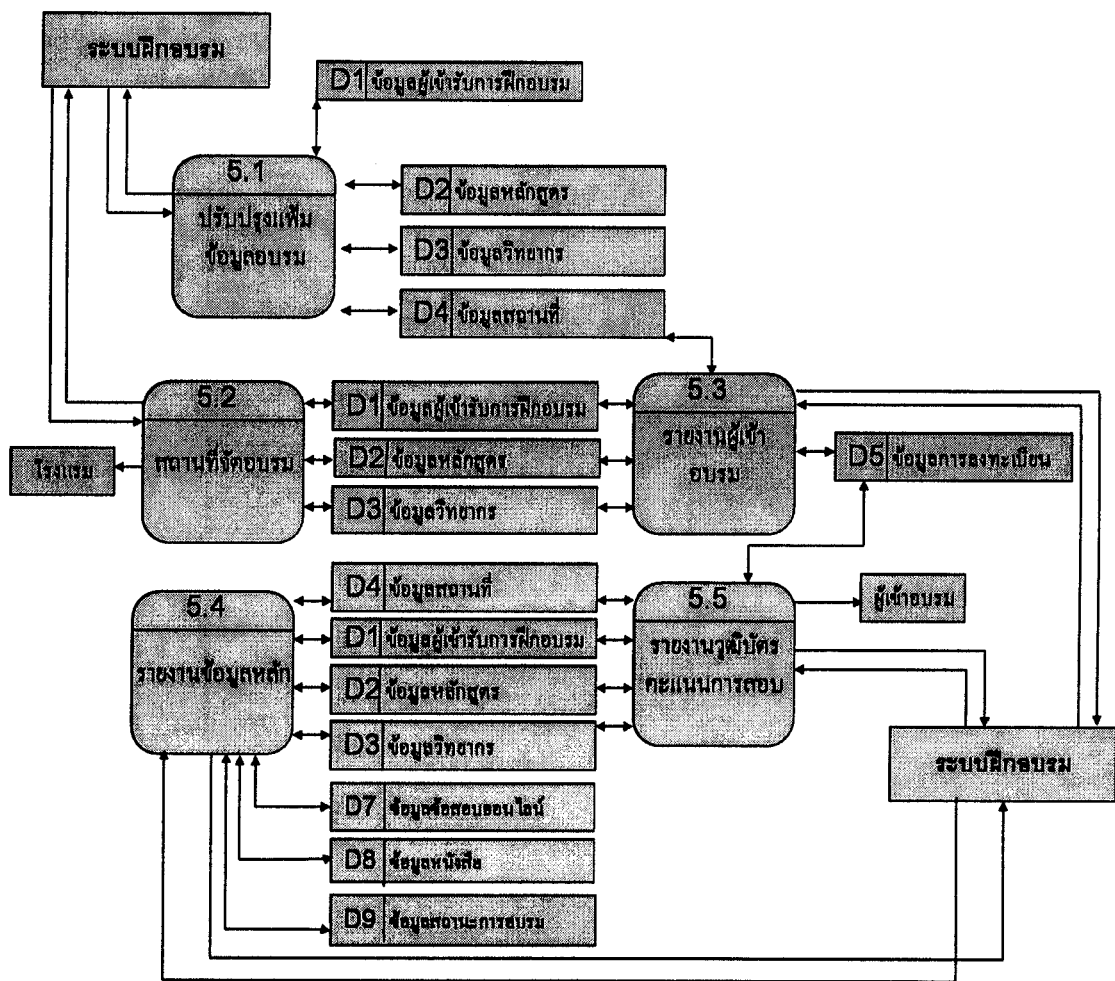 ระบบฝึกอบรม
D1 ข้อมูลผู้เข้ารับการฝึกอบรม
5.1
ปรับปรุงแฟ้ม
ข้อมูลอบรม
D2 ข้อมูลหลักสูตร
D3 ข้อมูลวิทยากร
D4 ข้อมูลสถานที่
5.2
สถานที่จัดอบรม
โรงแรม
D1 ข้อมูลผู้เข้ารับการฝึกอบรม
D2 ข้อมูลหลักสูตร
D3 ข้อมูลวิทยากร
5.3
รายงานผู้เข้า
อบรม
D5 ข้อมูลการลงทะเบียน
5.4
รายงานข้อมูลหลัก
D4 ข้อมูลสถานที่
D1 ข้อมูลผู้เข้ารับการฝึกอบรม
D2 ข้อมูลหลักสูตร
D3 ข้อมูลวิทยากร
D7 ข้อมูลข้อสอบออนไลน์
D8 ข้อมูลหนังสือ
D9 ข้อมูลสถานะการอบรม
5.5
รายงานวุฒิบัตร
คะแนนการสอบ
ผู้เข้าอบรม
ระบบฝึกอบรม